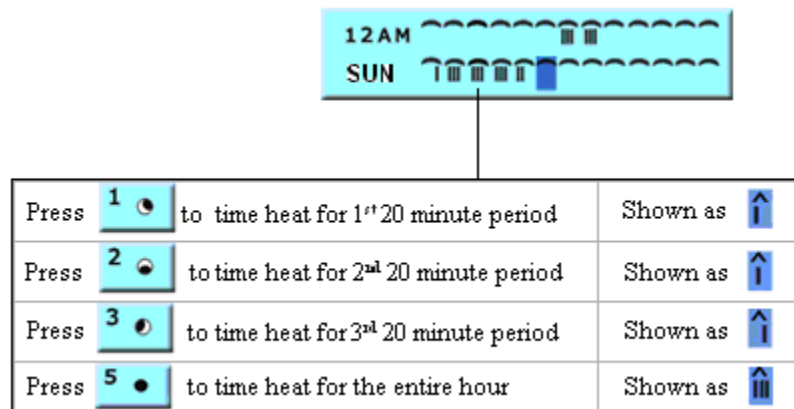 12AM
SUN
Press 1 to time heat for 1st 20 minute period Shown as
Press 2 to time heat for 2nd 20 minute period Shown as
Press 3 to time heat for 3rd 20 minute period Shown as
Press 5 to time heat for the entire hour Shown as